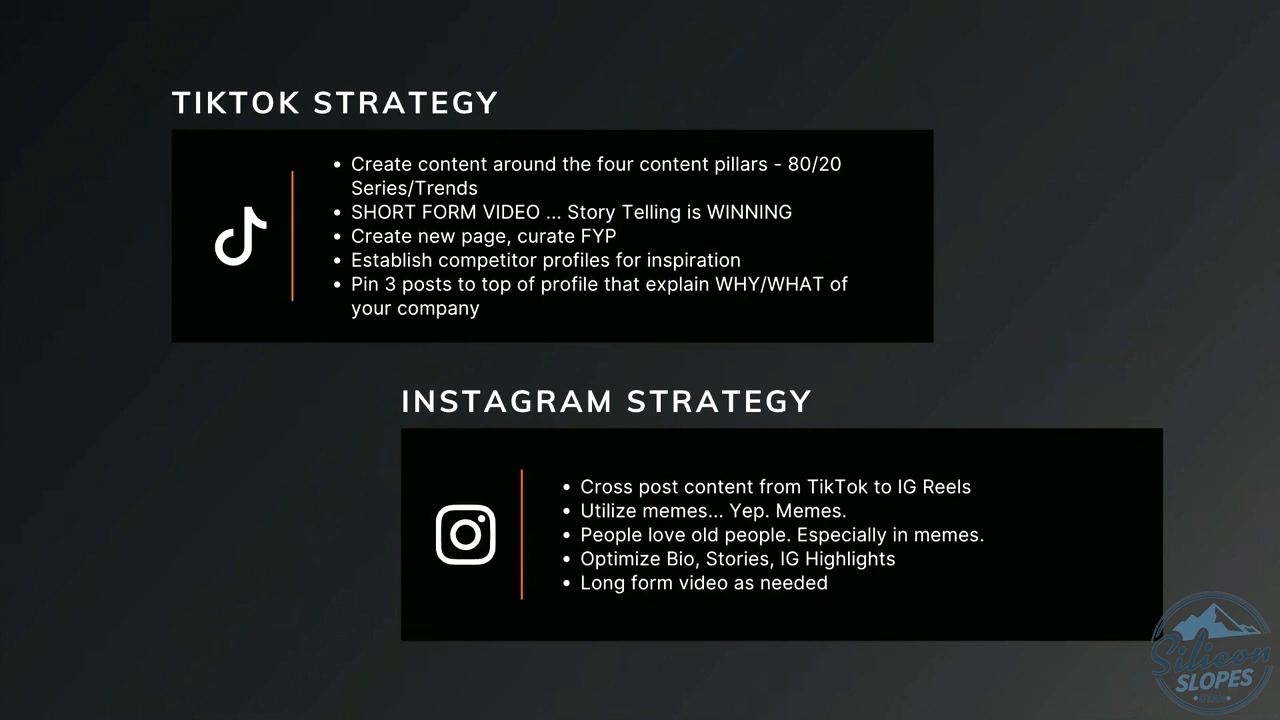 TIKTOK STRATEGY
• Create content around the four content pillars - 80/20
Series/Trends
• SHORT FORM VIDEO ... Story Telling is WINNING
• Create new page, curate FYP
• Establish competitor profiles for inspiration
• Pin 3 posts to top of profile that explain WHY/WHAT of
your company
INSTAGRAM STRATEGY
• Cross post content from TikTok to IG Reels
• Utilize memes... Yep. Memes.
• People love old people. Especially in memes.
• Optimize Bio, Stories, IG Highlights
• Long form video as needed
Silicon
SLOPES